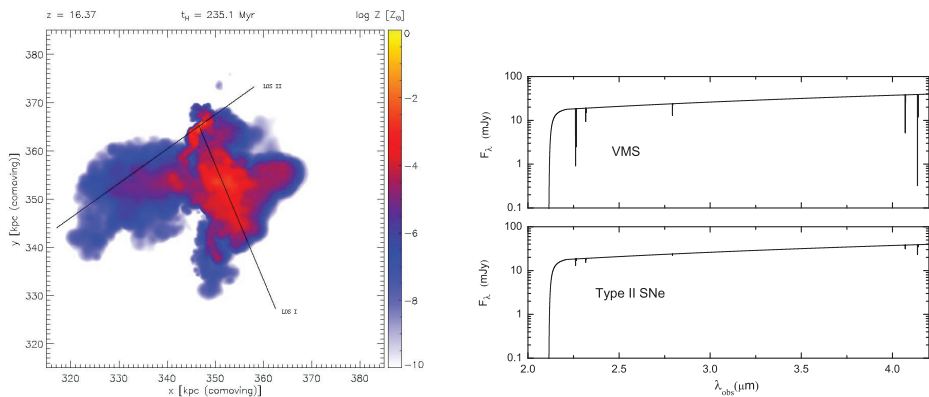 z = 16.37 t_H = 235.1 Myr log Z [Z⊙]
380
370
360
350
340
330
320
y [kpc (comoving)]
320 330 340 350 360 370 380
x [kpc (comoving)]
LOS II
LOS I
0
−2
−4
−6
−8
−10
100
10
1
0.1
F_λ (mJy)
VMS
100
10
1
0.1
F_λ (mJy)
Type II SNe
2.0 2.5 3.0 3.5 4.0
λ_obs(μm)